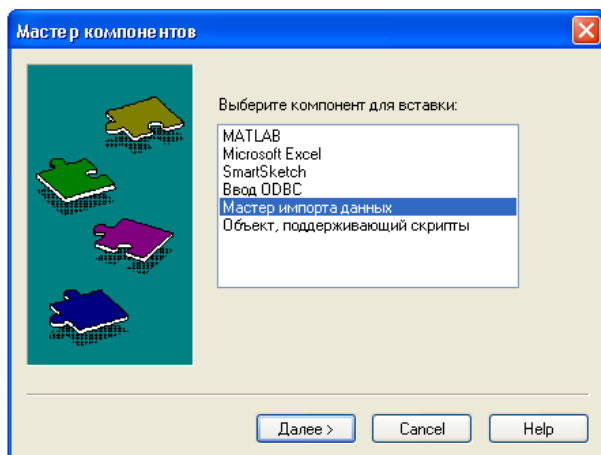 Мастер компонентов
Выберите компонент для вставки:
MATLAB
Microsoft Excel
SmartSketch
Ввод ODBC
Мастер импорта данных
Объект, поддерживающий скрипты
Далее >
Cancel
Help